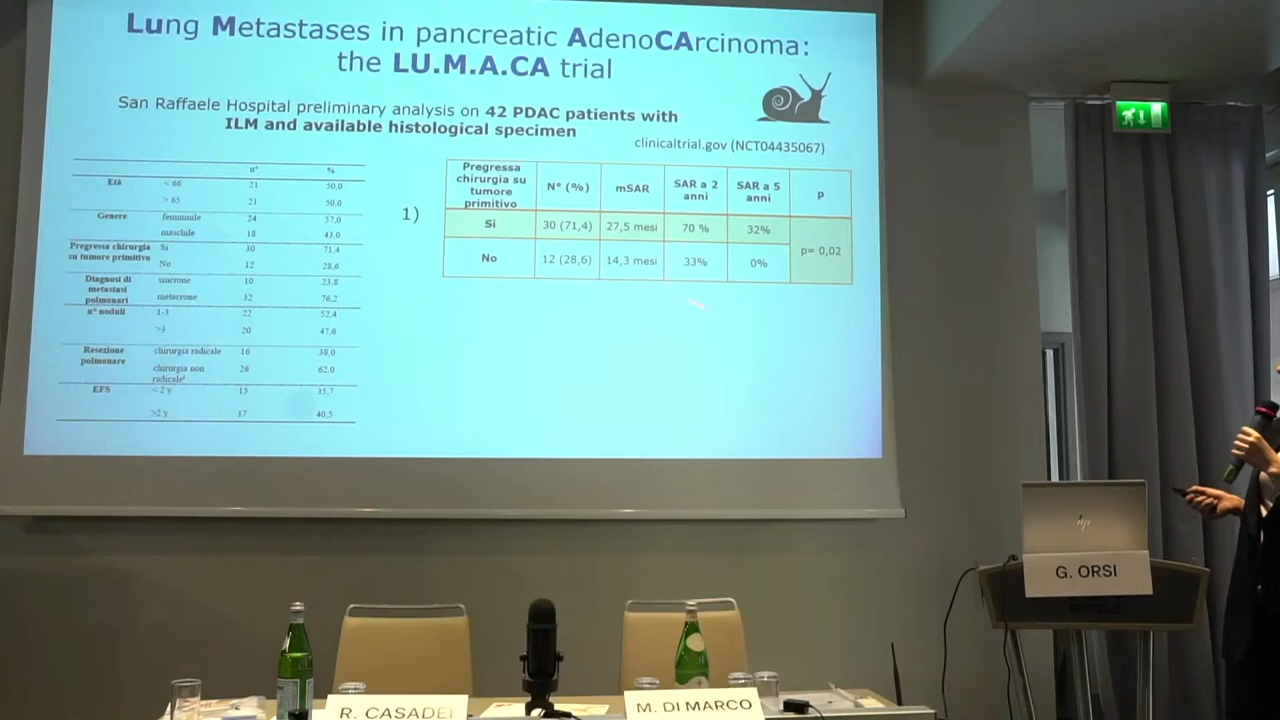 Lung Metastases in pancreatic AdenoCArcinoma:
the LU.M.A.CA trial
San Raffaele Hospital preliminary analysis on 42 PDAC patients with
ILM and available histological specimen
clinicaltrial.gov (NCT04435067)
n° %
Età < 66 21 50,0
> 65 21 50,0
Genere femminile 24 57,0
maschile 18 43,0
Pregressa chirurgia su tumore primitivo Si 30 71,4
No 12 28,6
Diagnosi di metastasi polmonari sincrone 10 23,8
metacrone 32 76,2
n° noduli 1-3 22 52,4
>3 20 47,6
Resezione polmonare chirurgia radicale 16 38,0
chirurgia non radicale 26 62,0
EFS <2 y 15 35,7
>2 y 17 40,5
1)
Pregressa chirurgia su tumore primitivo N° (%) mSAR SAR a 2 anni SAR a 5 anni p
Si 30 (71,4) 27,5 mesi 70 % 32%
p= 0,02
No 12 (28,6) 14,3 mesi 33% 0%
hp
G. ORSI
R. CASADEI
M. DI MARCO